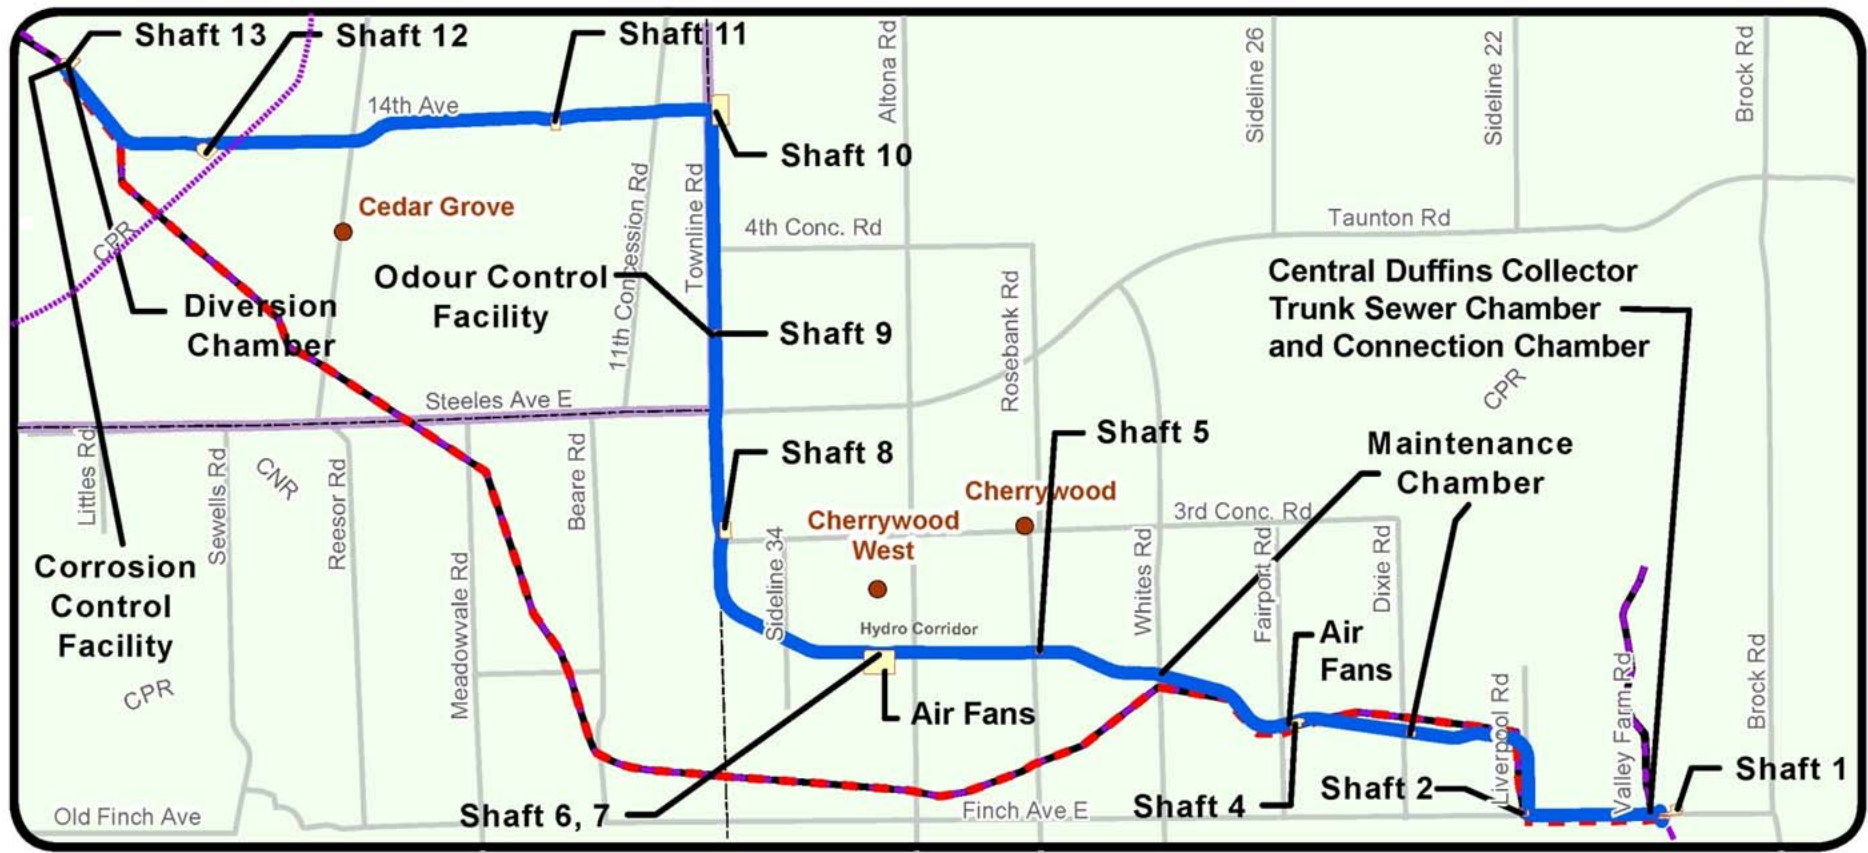 Shaft 13
Shaft 12
Shaft 11
Altona Rd
Sideline 26
Sideline 22
Brock Rd
14th Ave
Shaft 10
Cedar Grove
11th Concession Rd
Townline Rd
4th Conc. Rd
Taunton Rd
CPR
Odour Control
Facility
Rosebank Rd
Central Duffins Collector
Trunk Sewer Chamber
and Connection Chamber
Diversion
Chamber
Shaft 9
CPR
Steeles Ave E
Shaft 8
Shaft 5
Maintenance
Chamber
Littles Rd
Sewells Rd
CNR
Reesor Rd
Beare Rd
Cherrywood
Cherrywood
West
3rd Conc. Rd
Corrosion
Control
Facility
CPR
Meadowvale Rd
Sideline 34
Hydro Corridor
Whites Rd
Fairport Rd
Dixie Rd
Air
Fans
Air Fans
Liverpool Rd
Valley Farm Rd
Brock Rd
Shaft 1
Shaft 2
Shaft 4
Shaft 6, 7
Finch Ave E
Old Finch Ave